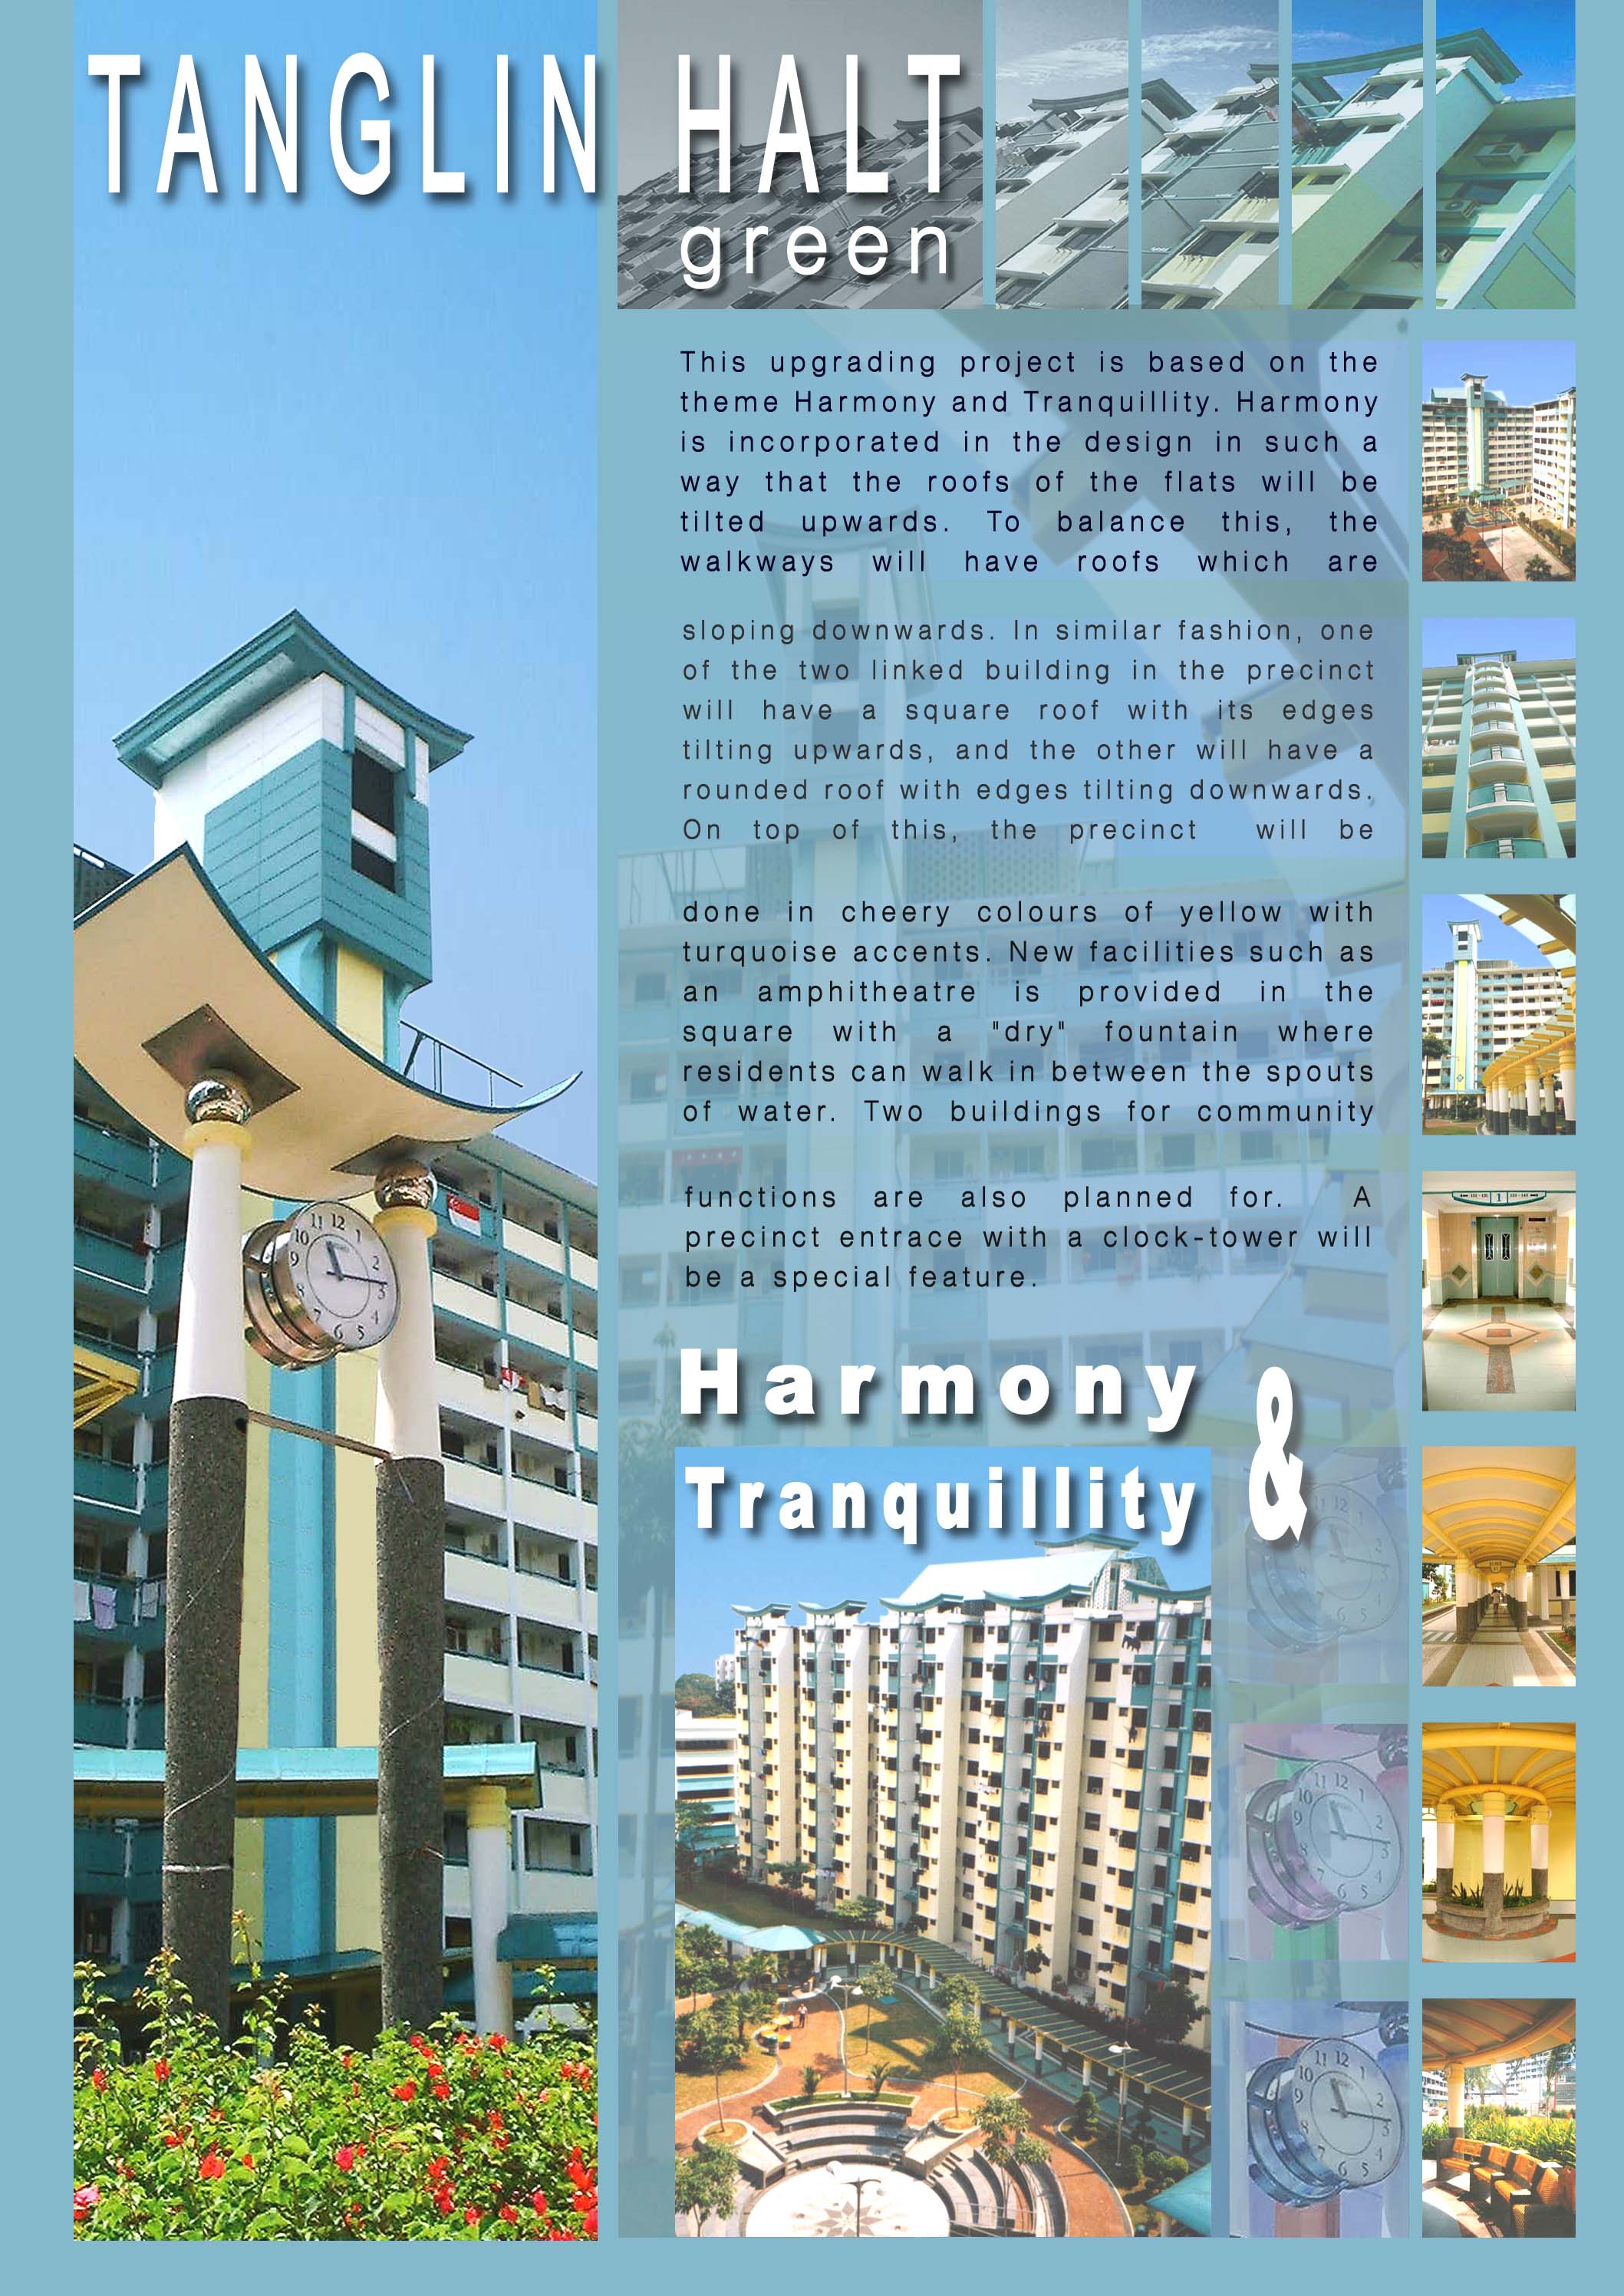 TANGLIN HALT
green
This upgrading project is based on the
theme Harmony and Tranquillity. Harmony
is incorporated in the design in such a
way that the roofs of the flats will be
tilted upwards. To balance this, the
walkways will have roofs which are
sloping downwards. In similar fashion, one
of the two linked building in the precinct
will have a square roof with its edges
tilting upwards, and the other will have a
rounded roof with edges tilting downwards.
On top of this, the precinct will be
done in cheery colours of yellow with
turquoise accents. New facilities such as
an amphitheatre is provided in the
square with a "dry" fountain where
residents can walk in between the spouts
of water. Two buildings for community
functions are also planned for. A
precinct entrace with a clock-tower will
be a special feature.
Harmony &
Tranquillity